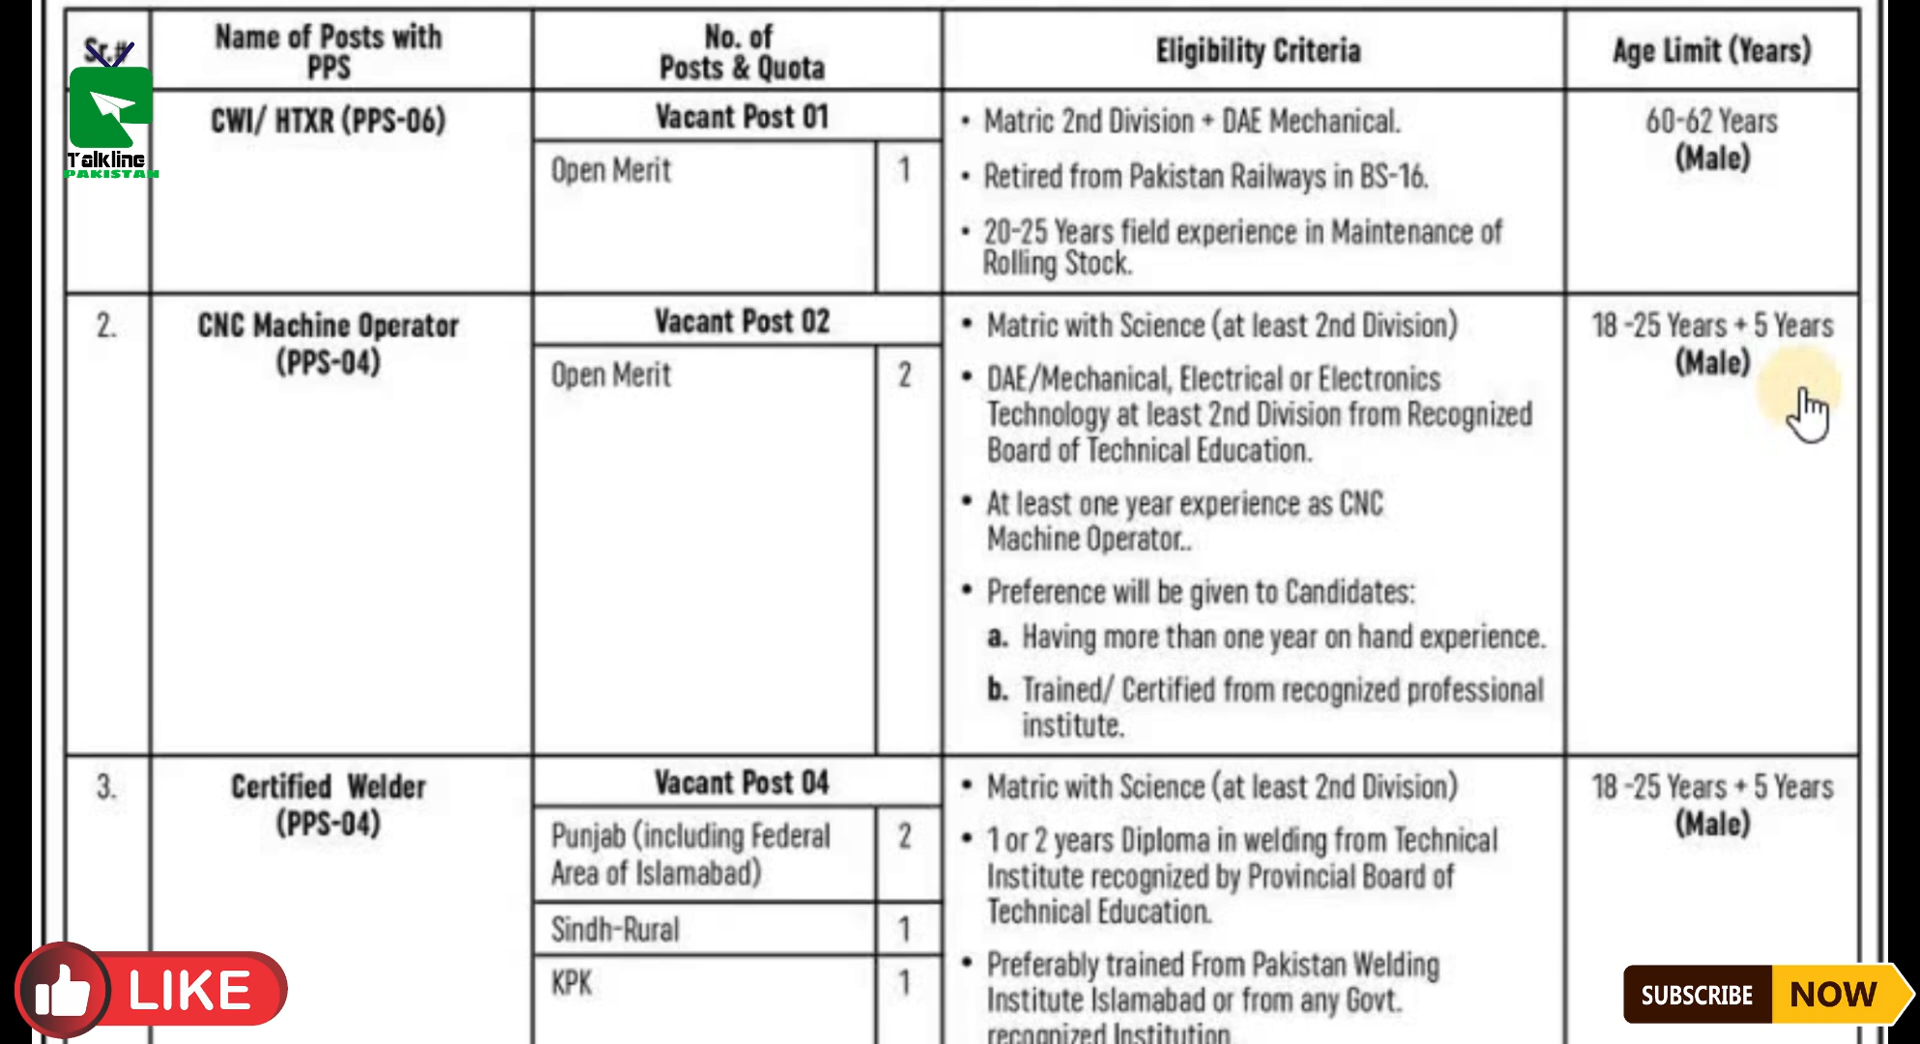 Sr.#
Name of Posts with
PPS
No. of
Posts & Quota
Eligibility Criteria
Age Limit (Years)
Talkline
PAKISTAN
CWI/ HTXR (PPS-06)
Vacant Post 01
Open Merit
1
• Matric 2nd Division + DAE Mechanical.
• Retired from Pakistan Railways in BS-16.
• 20-25 Years field experience in Maintenance of
Rolling Stock.
60-62 Years
(Male)
2.
CNC Machine Operator
(PPS-04)
Vacant Post 02
Open Merit
2
• Matric with Science (at least 2nd Division)
• DAE/Mechanical, Electrical or Electronics
Technology at least 2nd Division from Recognized
Board of Technical Education.
• At least one year experience as CNC
Machine Operator..
• Preference will be given to Candidates:
a. Having more than one year on hand experience.
b. Trained/ Certified from recognized professional
institute.
18 -25 Years + 5 Years
(Male)
3.
Certified Welder
(PPS-04)
Vacant Post 04
Punjab (including Federal
Area of Islamabad)
2
Sindh-Rural
1
KPK
1
• Matric with Science (at least 2nd Division)
• 1 or 2 years Diploma in welding from Technical
Institute recognized by Provincial Board of
Technical Education.
• Preferably trained From Pakistan Welding
Institute Islamabad or from any Govt.
recognized Institution
18 -25 Years + 5 Years
(Male)
LIKE
SUBSCRIBE NOW